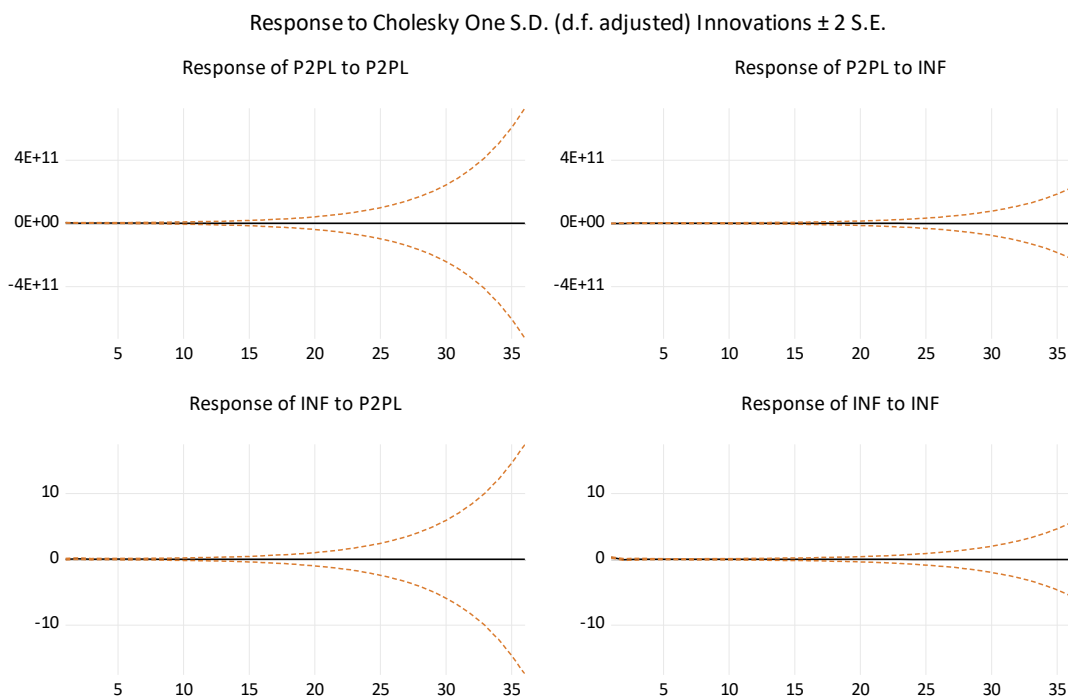 Response to Cholesky One S.D. (d.f. adjusted) Innovations ± 2 S.E.
Response of P2PL to P2PL
4E+11
0E+00
-4E+11
5 10 15 20 25 30 35
Response of P2PL to INF
4E+11
0E+00
-4E+11
5 10 15 20 25 30 35
Response of INF to P2PL
10
0
-10
5 10 15 20 25 30 35
Response of INF to INF
10
0
-10
5 10 15 20 25 30 35